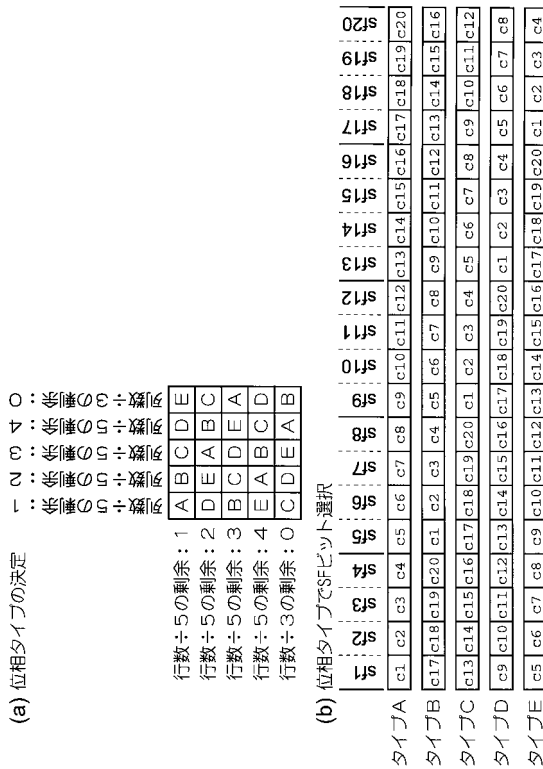 (a) 位相タイプの決定
列数÷5の剰余:1
列数÷5の剰余:2
列数÷5の剰余:3
列数÷5の剰余:4
列数÷3の剰余:0
行数÷5の剰余:1 A B C D E
行数÷5の剰余:2 D E A B C
行数÷5の剰余:3 B C D E A
行数÷5の剰余:4 E A B C D
行数÷3の剰余:0 C D E A B
(b) 位相タイプでSFビット選択
sf1 sf2 sf3 sf4 sf5 sf6 sf7 sf8 sf9 sf10 sf11 sf12 sf13 sf14 sf15 sf16 sf17 sf18 sf19 sf20
タイプA c1 c2 c3 c4 c5 c6 c7 c8 c9 c10 c11 c12 c13 c14 c15 c16 c17 c18 c19 c20
タイプB c17 c18 c19 c20 c1 c2 c3 c4 c5 c6 c7 c8 c9 c10 c11 c12 c13 c14 c15 c16
タイプC c13 c14 c15 c16 c17 c18 c19 c20 c1 c2 c3 c4 c5 c6 c7 c8 c9 c10 c11 c12
タイプD c9 c10 c11 c12 c13 c14 c15 c16 c17 c18 c19 c20 c1 c2 c3 c4 c5 c6 c7 c8
タイプE c5 c6 c7 c8 c9 c10 c11 c12 c13 c14 c15 c16 c17 c18 c19 c20 c1 c2 c3 c4